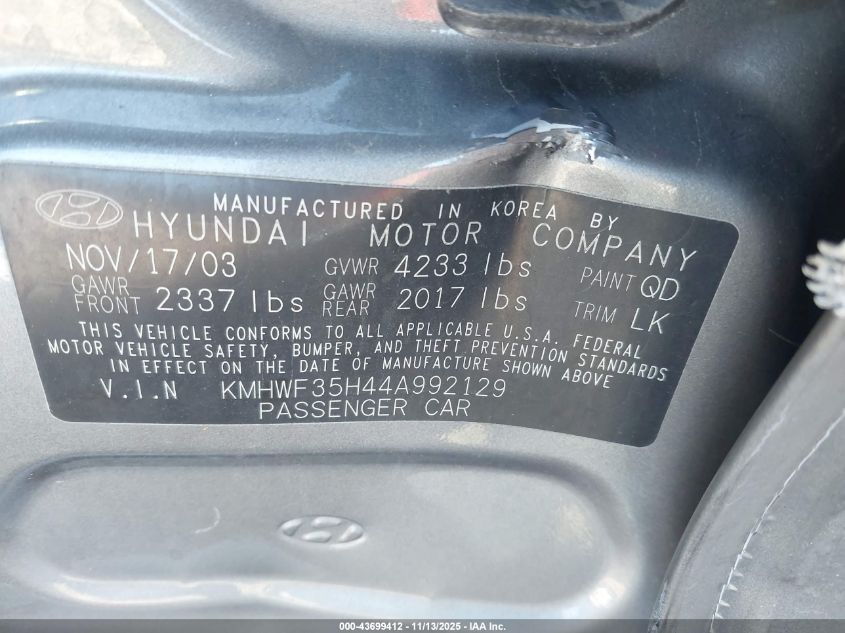 MANUFACTURED IN KOREA BY
HYUNDAI MOTOR COMPANY
NOV/17/03 GVWR 4233 lbs PAINT QD
GAWR FRONT 2337 lbs GAWR REAR 2017 lbs TRIM LK
THIS VEHICLE CONFORMS TO ALL APPLICABLE U.S.A. FEDERAL
MOTOR VEHICLE SAFETY, BUMPER, AND THEFT PREVENTION STANDARDS
IN EFFECT ON THE DATE OF MANUFACTURE SHOWN ABOVE
V.I.N KMHWF35H44A992129
PASSENGER CAR
000-43699412 - 11/13/2025 - IAA Inc.